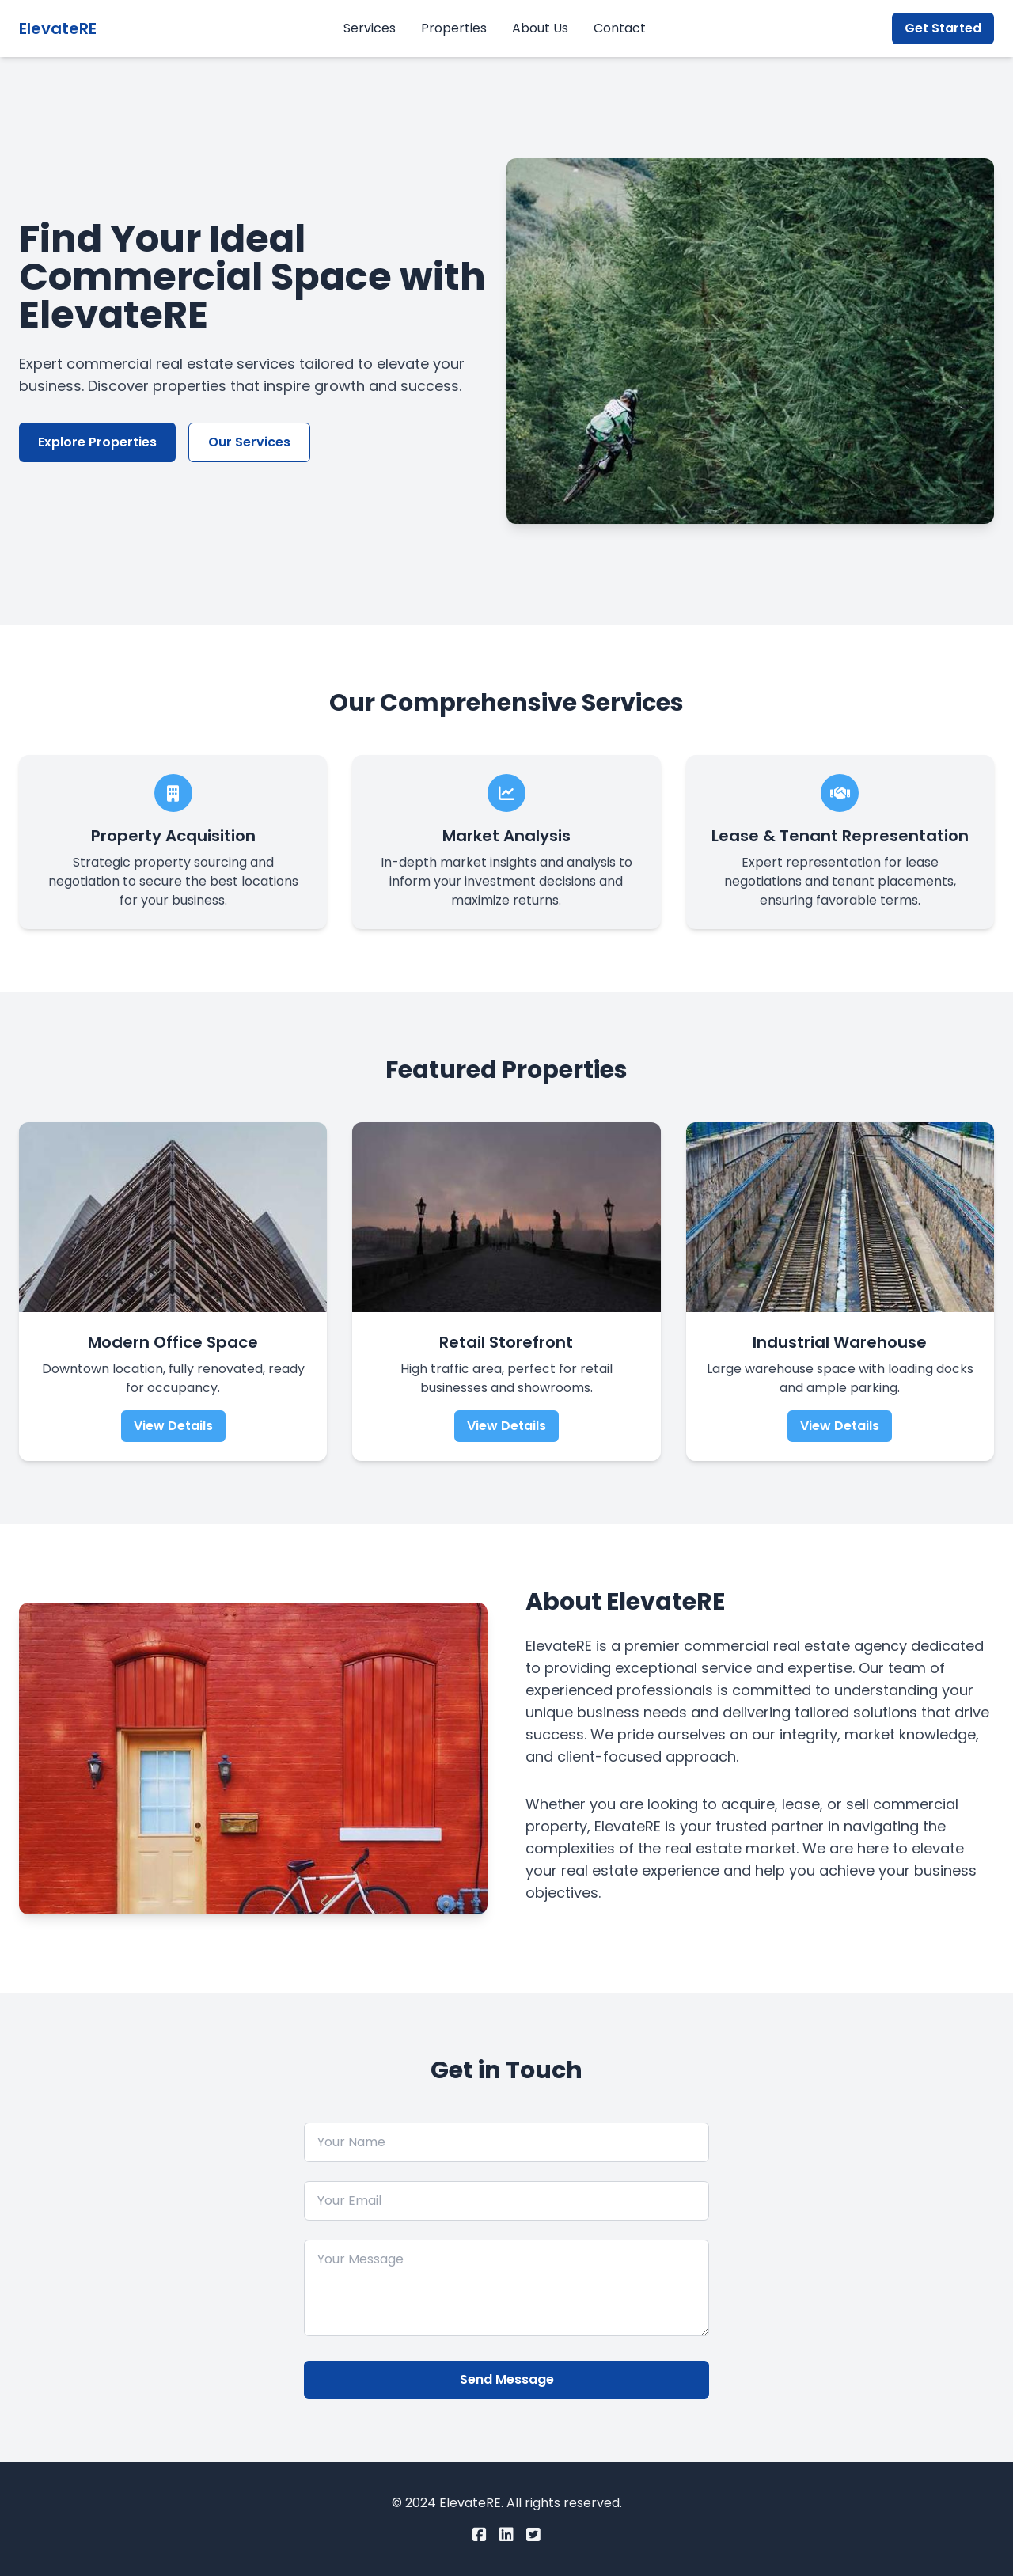 ElevateRE
Services
Properties
About Us
Contact
Get Started
Find Your Ideal
Commercial Space with
ElevateRE
Expert commercial real estate services tailored to elevate your
business. Discover properties that inspire growth and success.
Explore Properties
Our Services
Our Comprehensive Services
Property Acquisition
Strategic property sourcing and
negotiation to secure the best locations
for your business.
Market Analysis
In-depth market insights and analysis to
inform your investment decisions and
maximize returns.
Lease & Tenant Representation
Expert representation for lease
negotiations and tenant placements,
ensuring favorable terms.
Featured Properties
Modern Office Space
Downtown location, fully renovated, ready
for occupancy.
View Details
Retail Storefront
High traffic area, perfect for retail
businesses and showrooms.
View Details
Industrial Warehouse
Large warehouse space with loading docks
and ample parking.
View Details
About ElevateRE
ElevateRE is a premier commercial real estate agency dedicated
to providing exceptional service and expertise. Our team of
experienced professionals is committed to understanding your
unique business needs and delivering tailored solutions that drive
success. We pride ourselves on our integrity, market knowledge,
and client-focused approach.
Whether you are looking to acquire, lease, or sell commercial
property, ElevateRE is your trusted partner in navigating the
complexities of the real estate market. We are here to elevate
your real estate experience and help you achieve your business
objectives.
Get in Touch
Your Name
Your Email
Your Message
Send Message
© 2024 ElevateRE. All rights reserved.